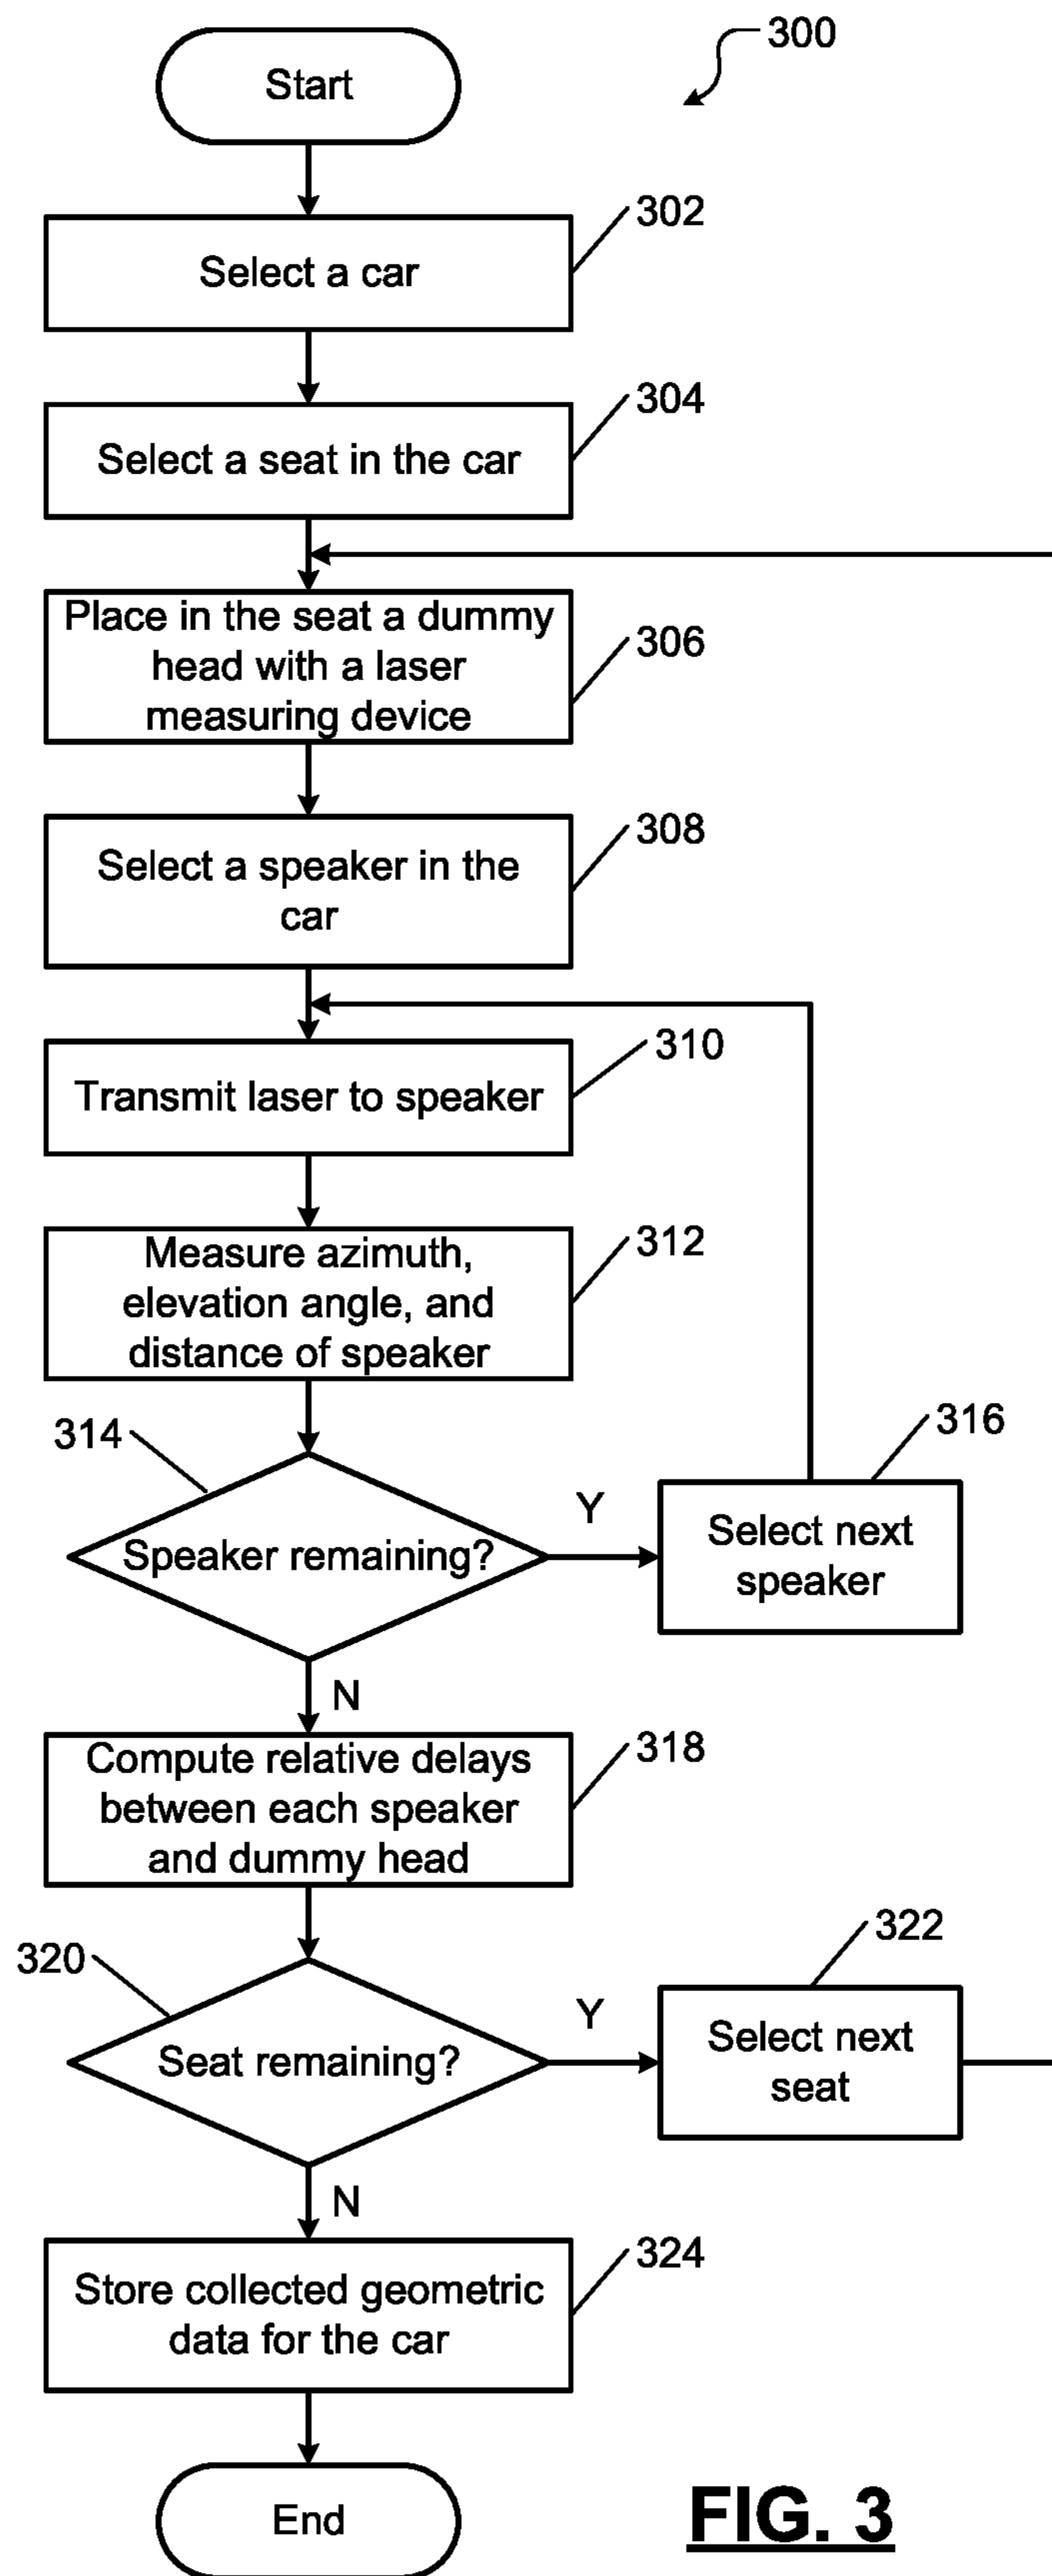 300
Start
302
Select a car
304
Select a seat in the car
306
Place in the seat a dummy
head with a laser
measuring device
308
Select a speaker in the
car
310
Transmit laser to speaker
312
Measure azimuth,
elevation angle, and
distance of speaker
314
316
Speaker remaining?
Y
Select next
speaker
N
318
Compute relative delays
between each speaker
and dummy head
320
322
Seat remaining?
Y
Select next
seat
N
324
Store collected geometric
data for the car
End
FIG. 3